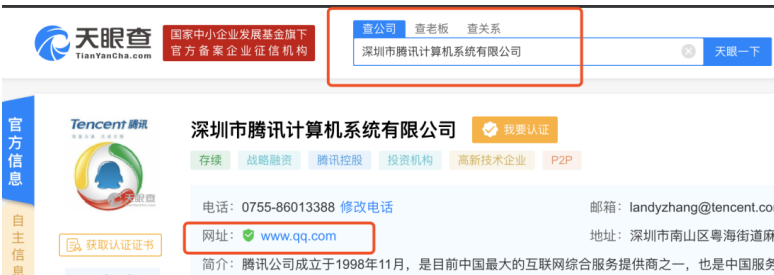 天眼查
TianYanCha.com
国家中小企业发展基金旗下
官方备案企业征信机构
查公司 查老板 查关系
深圳市腾讯计算机系统有限公司
天眼一下
官方信息
Tencent 腾讯
天眼查
深圳市腾讯计算机系统有限公司
我要认证
存续 战略融资 腾讯控股 投资机构 高新技术企业 P2P
电话: 0755-86013388 修改电话
邮箱: landyzhang@tencent.co
网址: www.qq.com
地址: 深圳市南山区粤海街道麻
自主信息
获取认证证书
简介: 腾讯公司成立于1998年11月，是目前中国最大的互联网综合服务提供商之一，也是中国服务